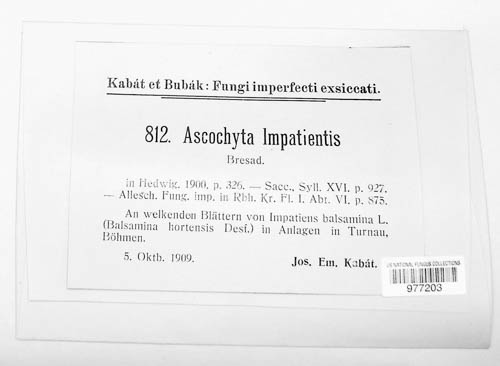 Kabát et Bubák: Fungi imperfecti exsiccati.
812. Ascochyta Impatientis
Bresad.
in Hedwig. 1900, p. 326. — Sacc., Syll. XVI. p. 927.
— Allesch. Fung. imp. in Rbh. Kr. Fl. I. Abt. VI. p. 875.
An welkenden Blättern von Impatiens balsamina L.
(Balsamina hortensis Desf.) in Anlagen in Turnau,
Böhmen.
5. Oktb. 1909.
Jos. Em. Kabát.
US NATIONAL FUNGUS COLLECTIONS
977203